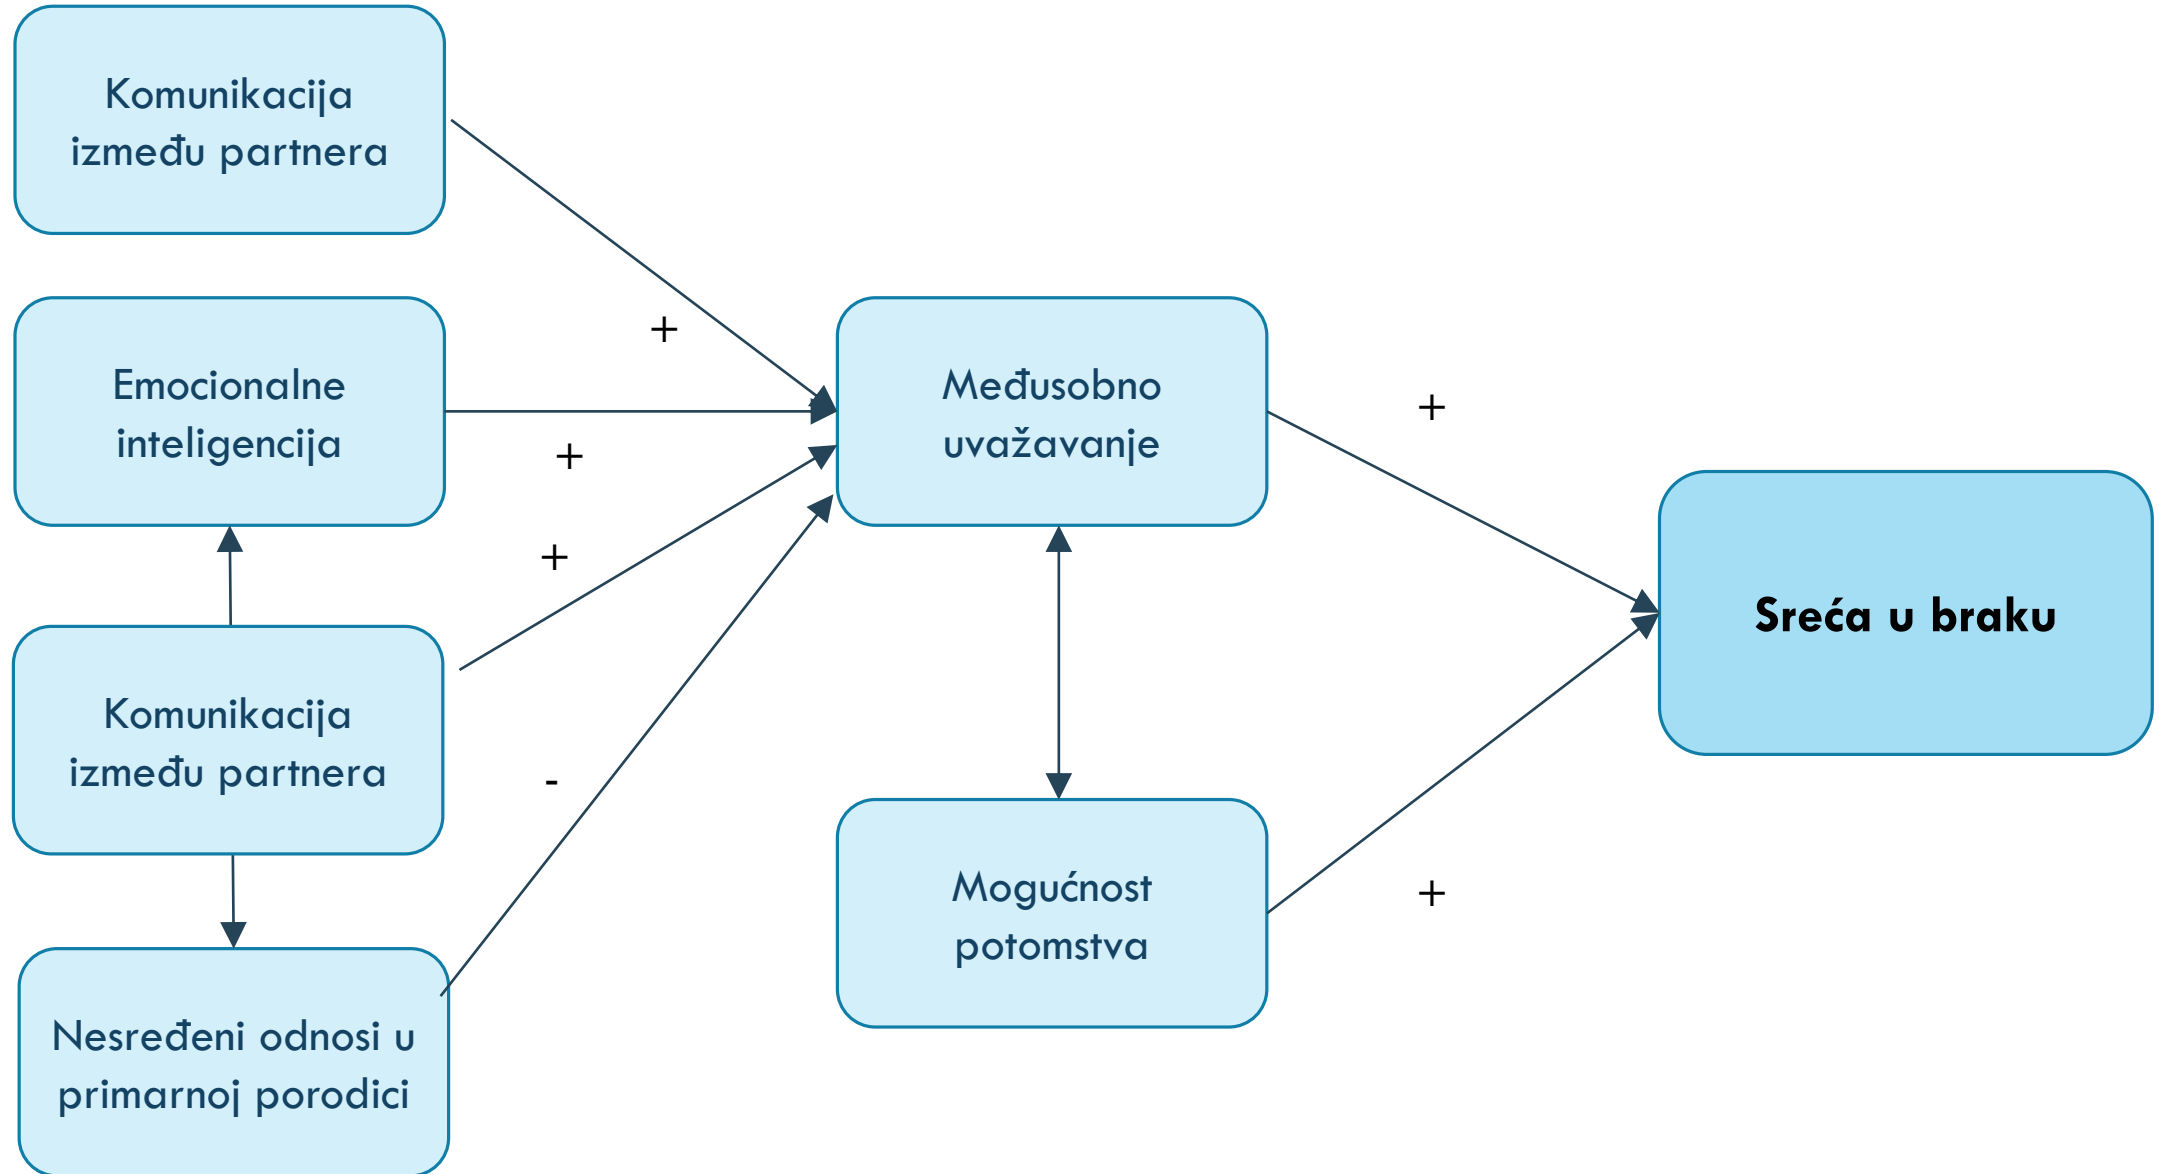 Komunikacija
između partnera
+
Emocionalne
inteligencija
+
Međusobno
uvažavanje
+
+
Sreća u braku
Komunikacija
između partnera
-
Mogućnost
potomstva
+
Nesređeni odnosi u
primarnoj porodici